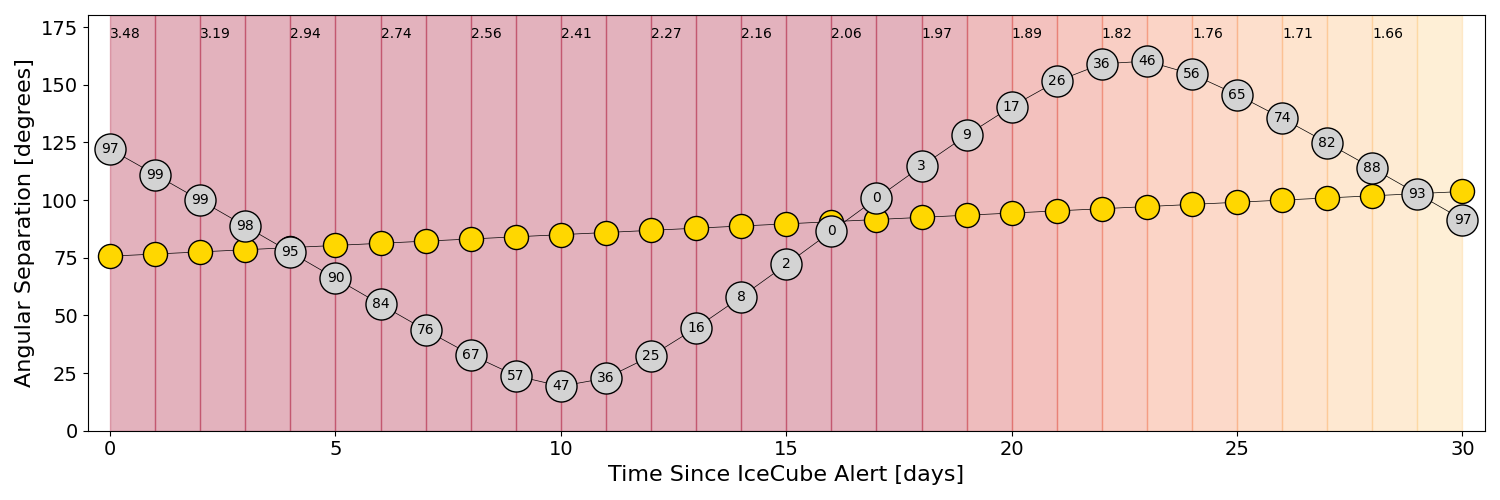 175
150
125
100
75
50
25
0
Angular Separation [degrees]
3.48 3.19 2.94 2.74 2.56 2.41 2.27 2.16 2.06 1.97 1.89 1.82 1.76 1.71 1.66
97 99 99 98 95 90 84 76 67 57 47 36 25 16 8 2 0 0 3 9 17 26 36 46 56 65 74 82 88 93 97
0 5 10 15 20 25 30
Time Since IceCube Alert [days]